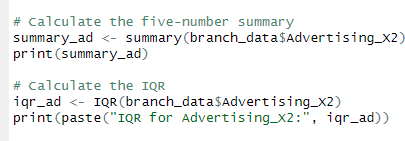 # Calculate the five-number summary
summary_ad <- summary(branch_data$Advertising_X2)
print(summary_ad)
# Calculate the IQR
iqr_ad <- IQR(branch_data$Advertising_X2)
print(paste("IQR for Advertising_X2:", iqr_ad))